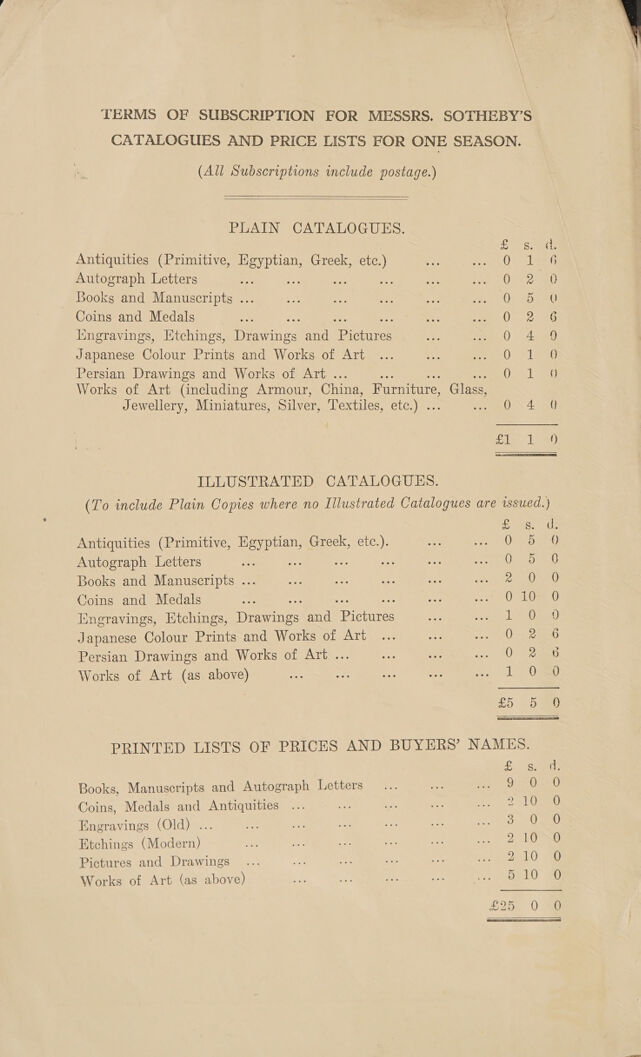 TERMS OF SUBSCRIPTION FOR MESSRS. SOTHEBY'S
CATALOGUES AND PRICE LISTS FOR ONE SEASON.
(All Subscriptions include postage.)
PLAIN CATALOGUES.
£ s. d.
Antiquities (Primitive, Egyptian, Greek, etc.) ... ... 0 1 6
Autograph Letters ... ... ... ... ... ... 0 2 0
Books and Manuscripts ... ... ... ... ... ... 0 5 0
Coins and Medals ... ... ... ... ... ... 0 2 6
Engravings, Etchings, Drawings and Pictures ... ... 0 4 0
Japanese Colour Prints and Works of Art ... ... ... 0 1 0
Persian Drawings and Works of Art ... ... ... ... 0 1 0
Works of Art (including Armour, China, Furniture, Glass,
Jewellery, Miniatures, Silver, Textiles, etc.) ... ... 0 4 0
£1 1 0
ILLUSTRATED CATALOGUES.
(To include Plain Copies where no Illustrated Catalogues are issued.)
£ s. d.
Antiquities (Primitive, Egyptian, Greek, etc.). ... ... 0 5 0
Autograph Letters ... ... ... ... ... ... 0 5 0
Books and Manuscripts ... ... ... ... ... ... 2 0 0
Coins and Medals ... ... ... ... ... ... 0 10 0
Engravings, Etchings, Drawings and Pictures ... ... 1 0 0
Japanese Colour Prints and Works of Art ... ... ... 0 2 6
Persian Drawings and Works of Art ... ... ... ... 0 2 6
Works of Art (as above) ... ... ... ... ... 1 0 0
£5 5 0
PRINTED LISTS OF PRICES AND BUYERS' NAMES.
£ s. d.
Books, Manuscripts and Autograph Letters ... ... ... 9 0 0
Coins, Medals and Antiquities ... ... ... ... ... 2 10 0
Engravings (Old) ... ... ... ... ... ... ... 3 0 0
Etchings (Modern) ... ... ... ... ... ... 2 10 0
Pictures and Drawings ... ... ... ... ... ... 2 10 0
Works of Art (as above) ... ... ... ... ... 5 10 0
£25 0 0